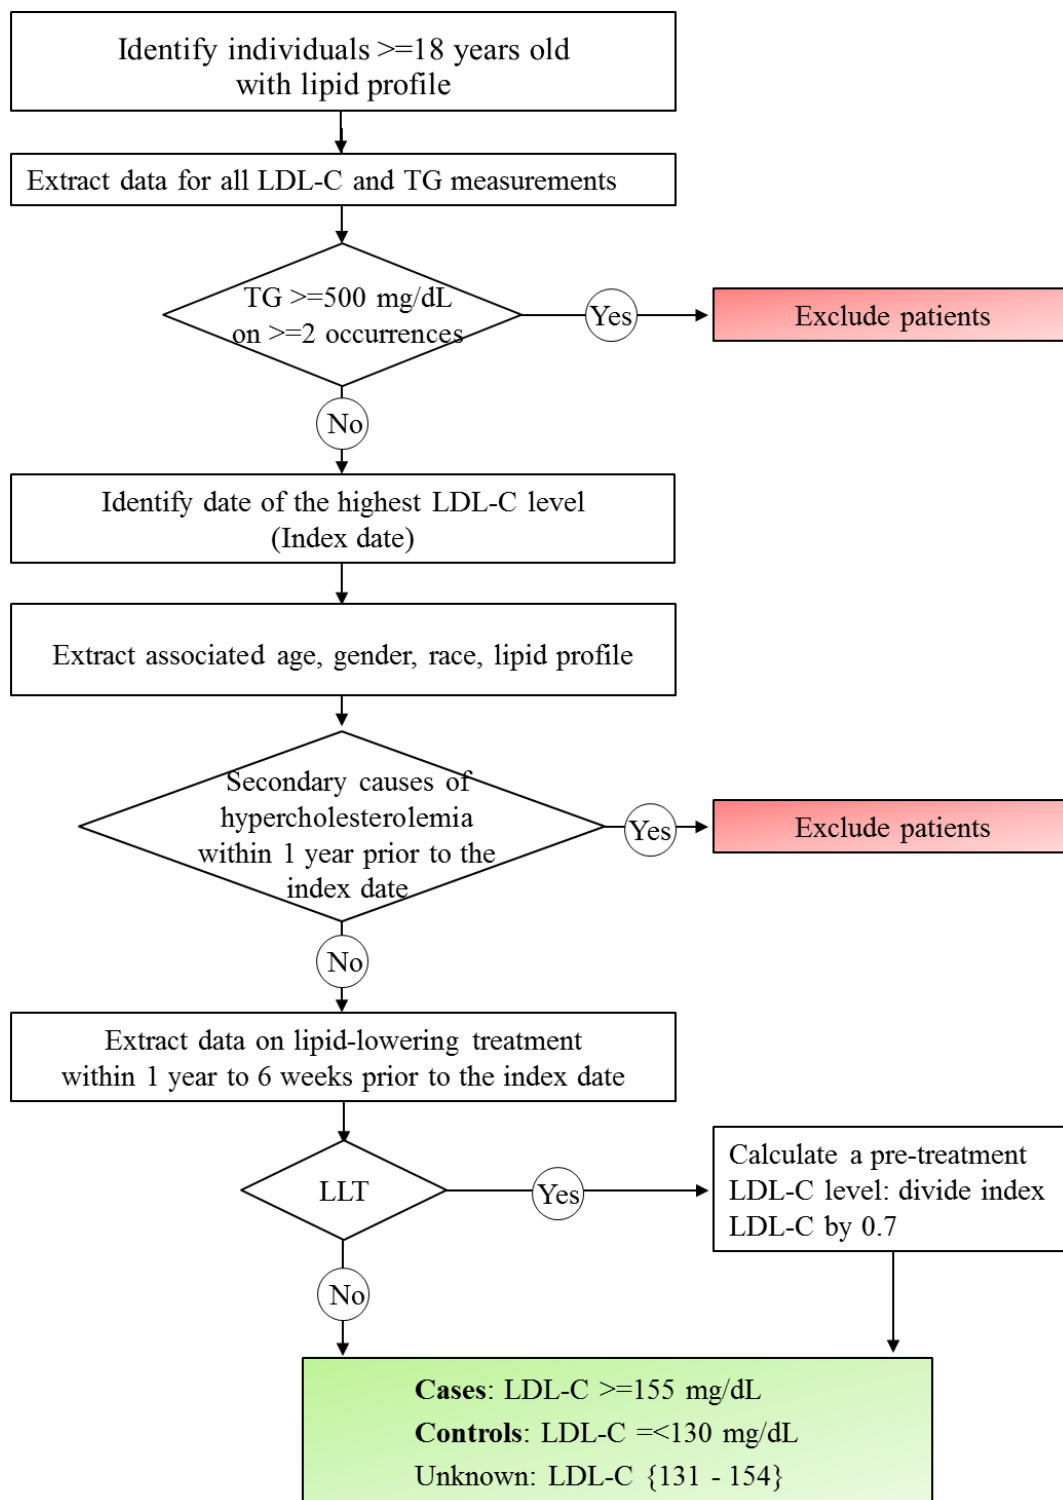 Identify individuals >=18 years old
with lipid profile
Extract data for all LDL-C and TG measurements
TG >=500 mg/dL
on >=2 occurrences
Yes
Exclude patients
No
Identify date of the highest LDL-C level
(Index date)
Extract associated age, gender, race, lipid profile
Secondary causes of
hypercholesterolemia
within 1 year prior to the
index date
Yes
Exclude patients
No
Extract data on lipid-lowering treatment
within 1 year to 6 weeks prior to the index date
LLT
Yes
Calculate a pre-treatment
LDL-C level: divide index
LDL-C by 0.7
No
Cases: LDL-C >=155 mg/dL
Controls: LDL-C =<130 mg/dL
Unknown: LDL-C {131 - 154}